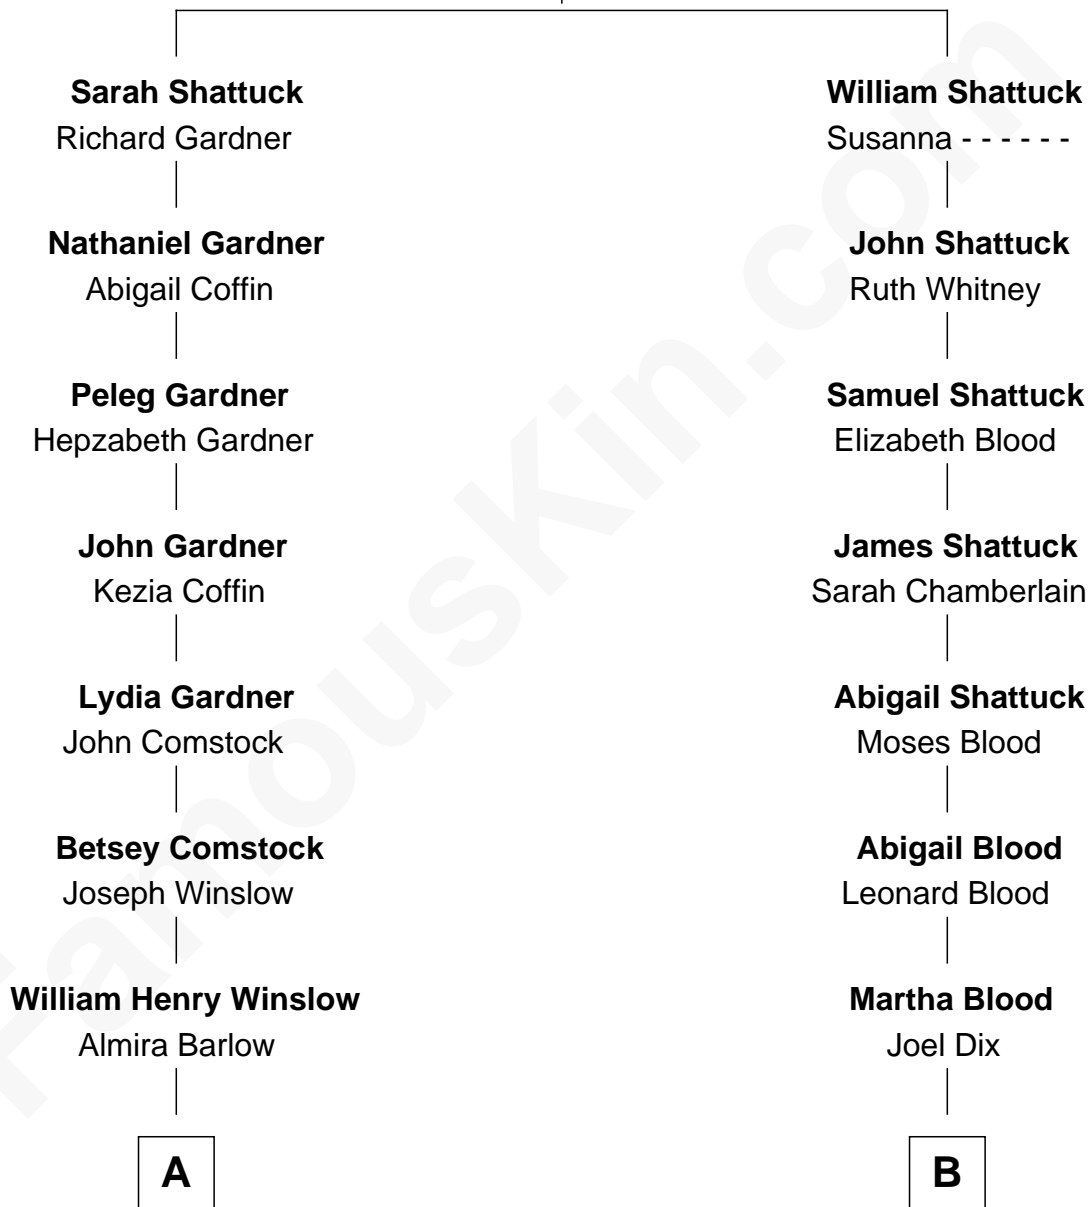 Sarah Shattuck
Richard Gardner
Nathaniel Gardner
Abigail Coffin
Peleg Gardner
Hepzabeth Gardner
John Gardner
Kezia Coffin
Lydia Gardner
John Comstock
Betsey Comstock
Joseph Winslow
William Henry Winslow
Almira Barlow
A
William Shattuck
Susanna - - - - - -
John Shattuck
Ruth Whitney
Samuel Shattuck
Elizabeth Blood
James Shattuck
Sarah Chamberlain
Abigail Shattuck
Moses Blood
Abigail Blood
Leonard Blood
Martha Blood
Joel Dix
B
FamousKin.com